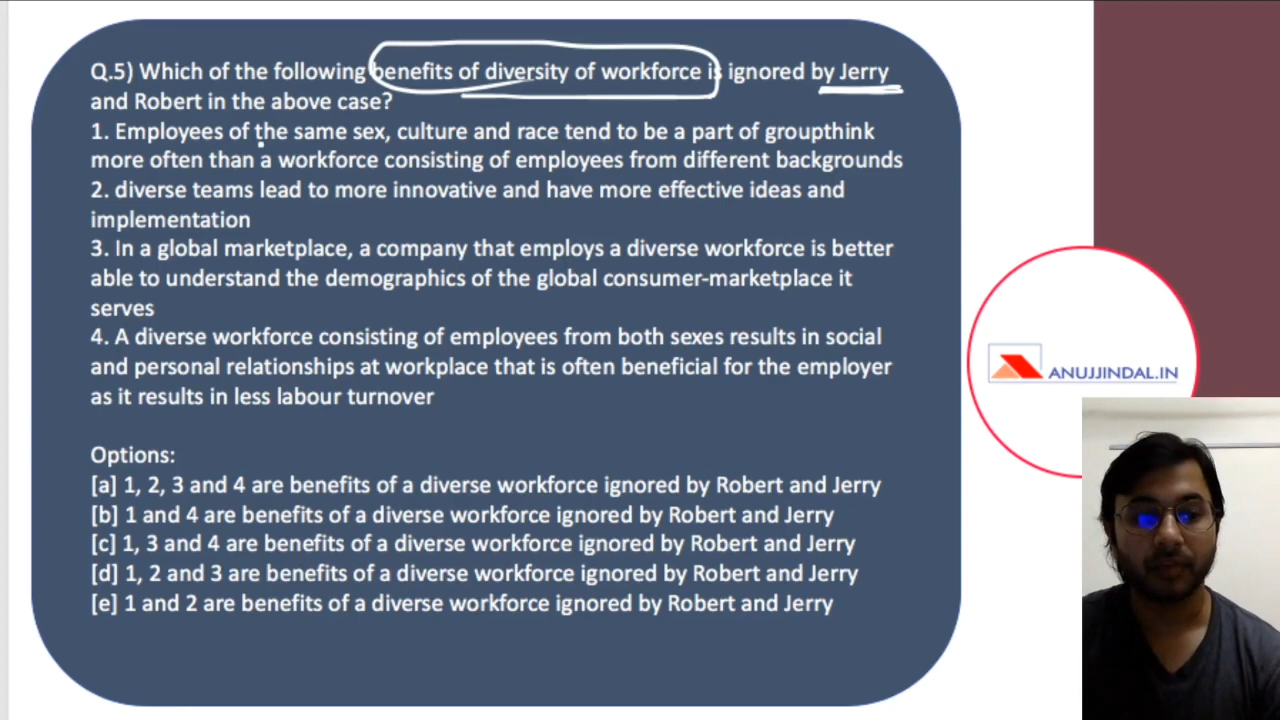 Q.5) Which of the following benefits of diversity of workforce is ignored by Jerry
and Robert in the above case?
1. Employees of the same sex, culture and race tend to be a part of groupthink
more often than a workforce consisting of employees from different backgrounds
2. diverse teams lead to more innovative and have more effective ideas and
implementation
3. In a global marketplace, a company that employs a diverse workforce is better
able to understand the demographics of the global consumer-marketplace it
serves
4. A diverse workforce consisting of employees from both sexes results in social
and personal relationships at workplace that is often beneficial for the employer
as it results in less labour turnover
Options:
[a] 1, 2, 3 and 4 are benefits of a diverse workforce ignored by Robert and Jerry
[b] 1 and 4 are benefits of a diverse workforce ignored by Robert and Jerry
[c] 1, 3 and 4 are benefits of a diverse workforce ignored by Robert and Jerry
[d] 1, 2 and 3 are benefits of a diverse workforce ignored by Robert and Jerry
[e] 1 and 2 are benefits of a diverse workforce ignored by Robert and Jerry
ANUJJINDAL.IN